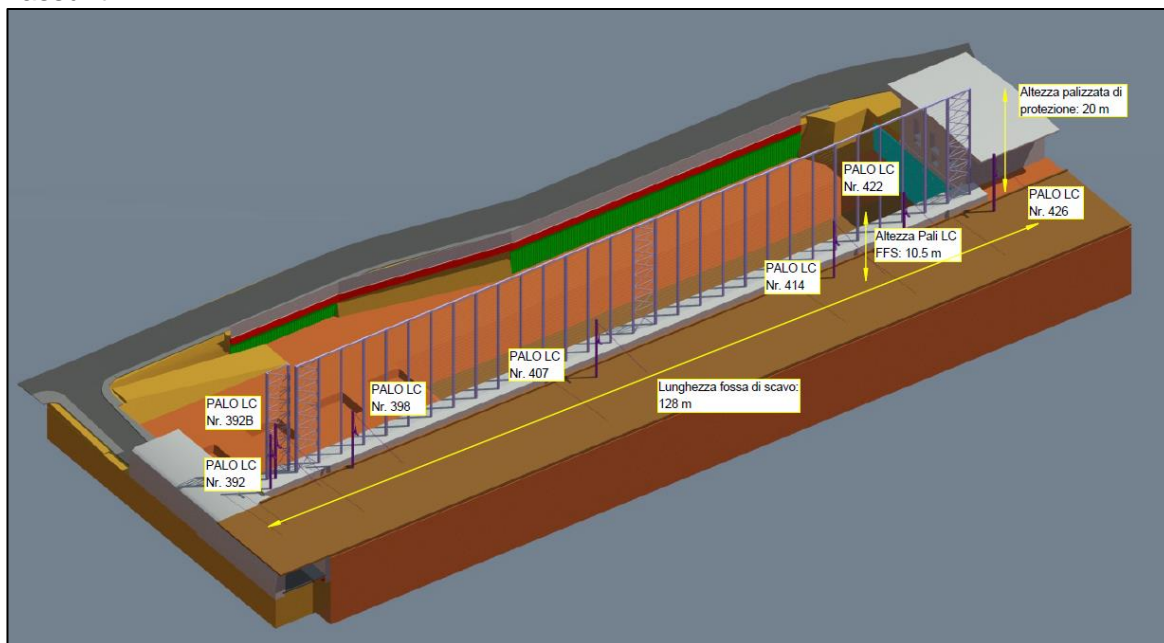 Altezza palizzata di
protezione: 20 m
PALO LC
Nr. 422
PALO LC
Nr. 426
Altezza Pali LC
FFS: 10.5 m
PALO LC
Nr. 414
PALO LC
Nr. 407
Lunghezza fossa di scavo:
128 m
PALO LC
Nr. 398
PALO LC
Nr. 392B
PALO LC
Nr. 392